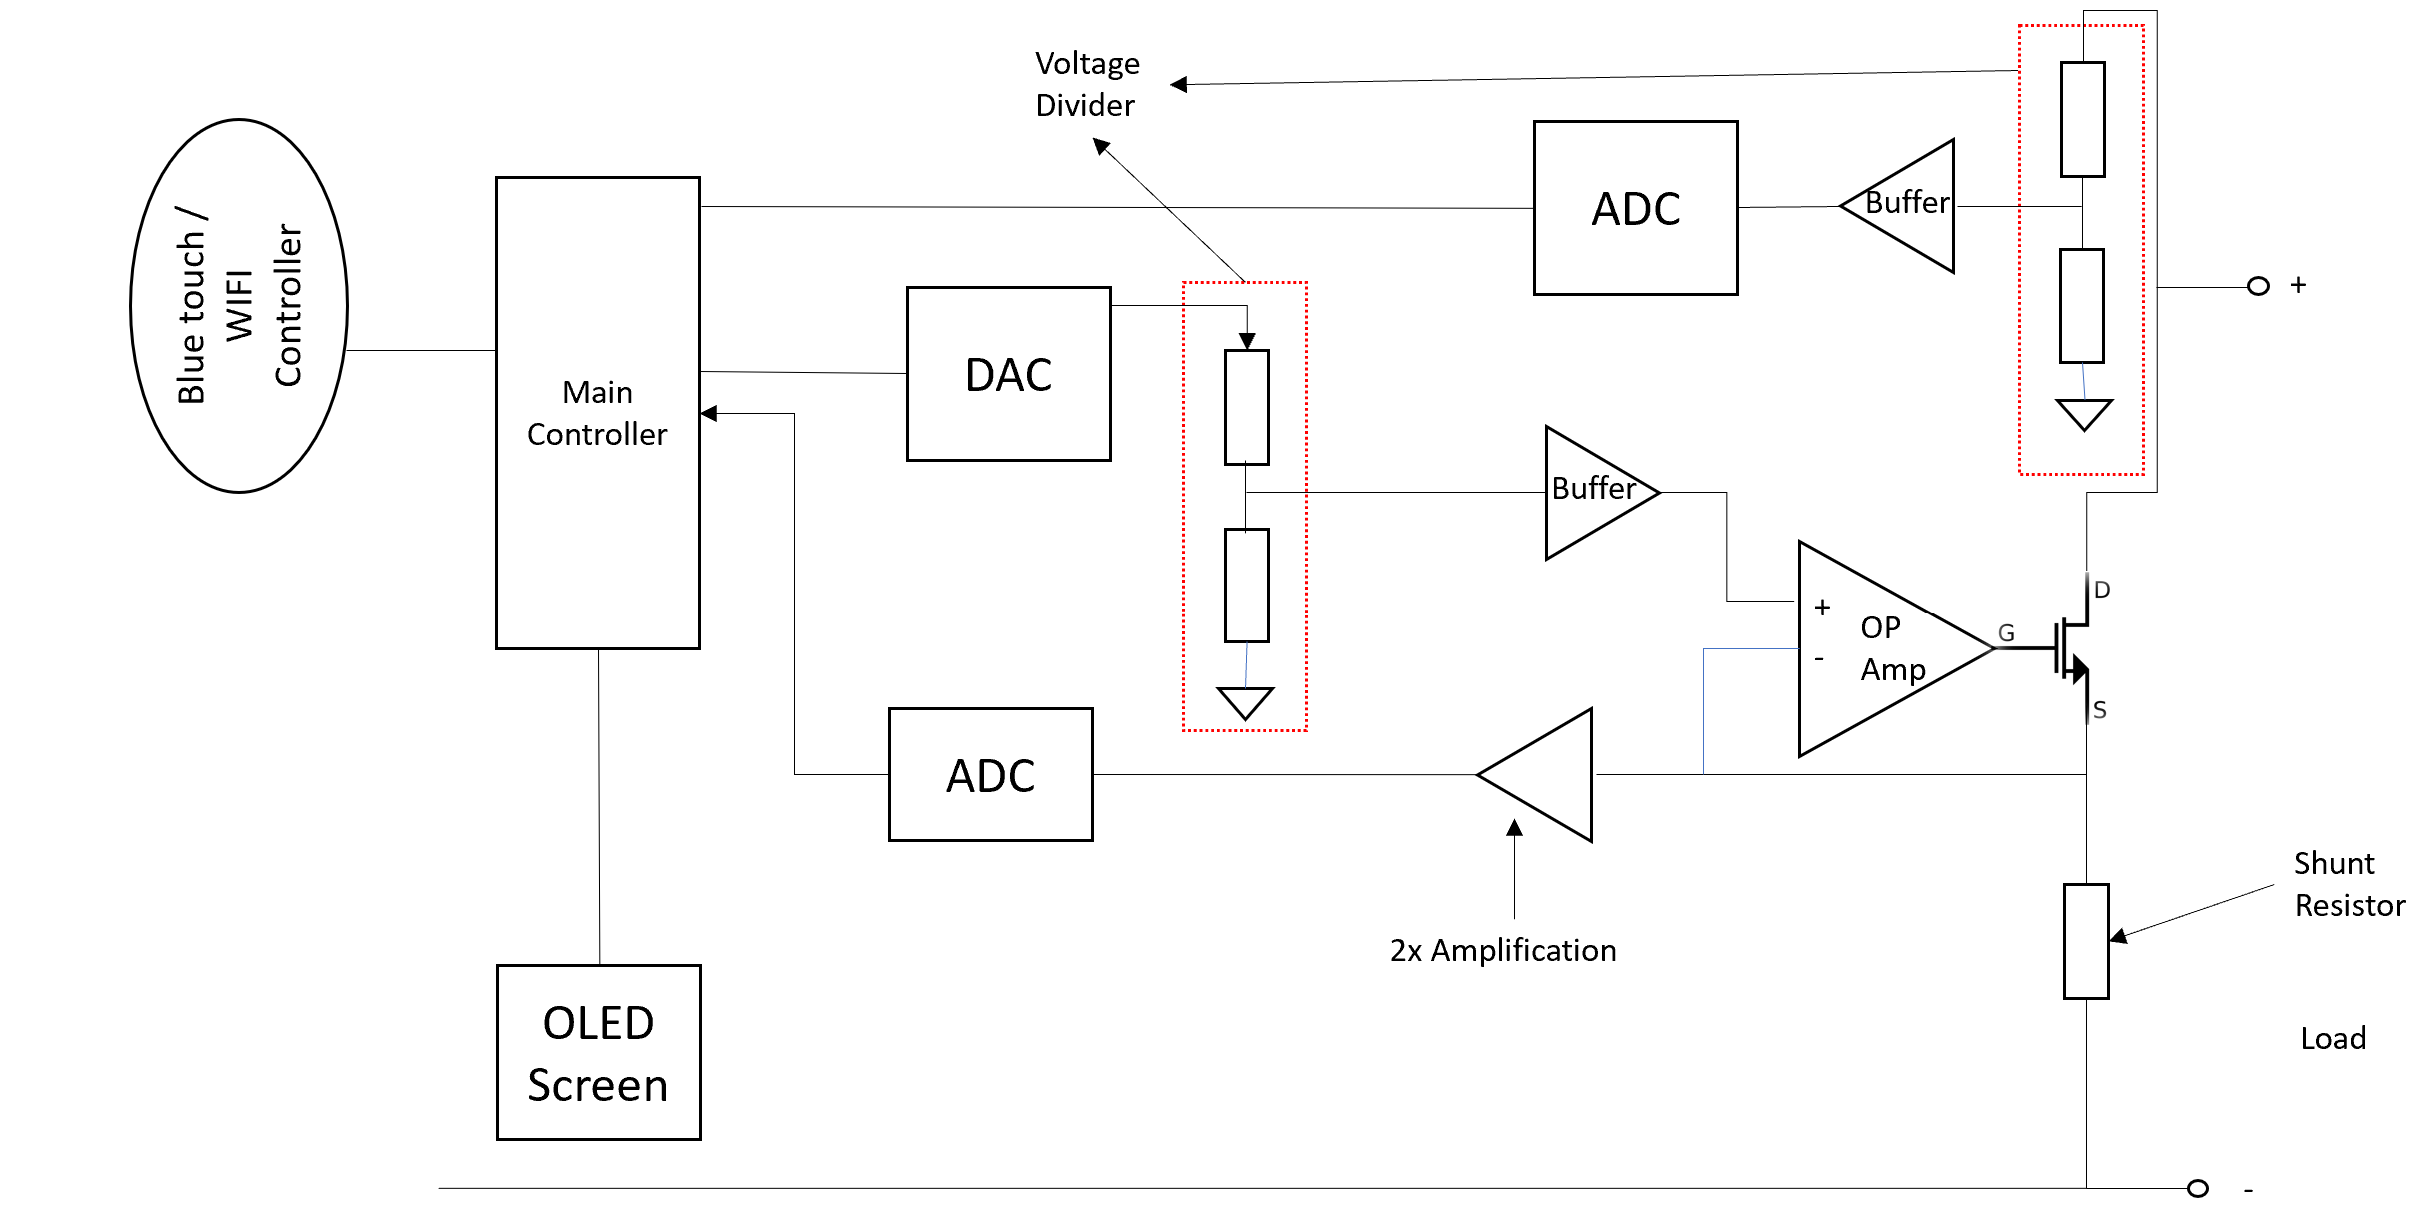 Voltage
Divider
Blue touch /
WIFI
Controller
Main
Controller
ADC
Buffer
+
DAC
Buffer
+
-
OP
Amp
G
D
S
ADC
2x Amplification
Shunt
Resistor
Load
OLED
Screen
-